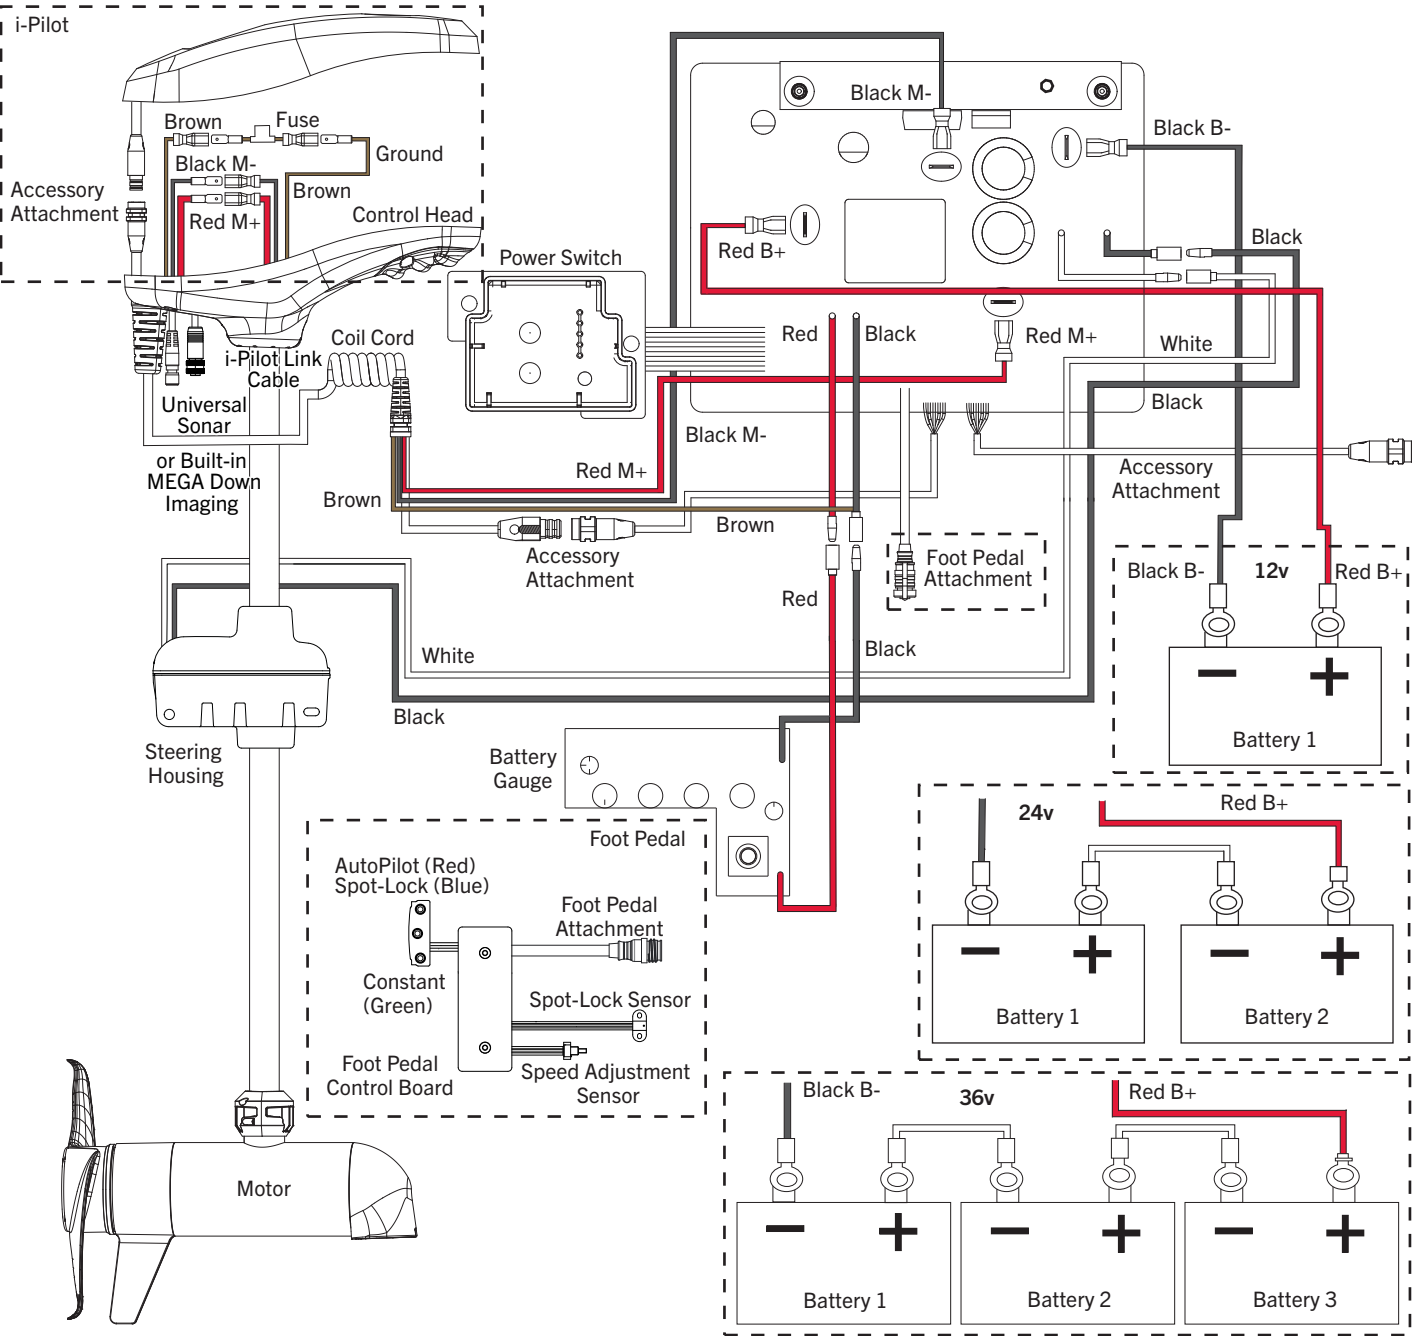 i-Pilot
Brown
Fuse
Ground
Black M-
Brown
Accessory
Attachment
Red M+
Control Head
Black M-
Black B-
Red B+
Black
Power Switch
Coil Cord
i-Pilot Link
Cable
Universal
Sonar
or Built-in
MEGA Down
Imaging
Red
Black
Red M+
White
Black
Black M-
Red M+
Brown
Brown
Accessory
Attachment
Accessory
Attachment
Foot Pedal
Attachment
Red
Black
White
Black
Steering
Housing
Black B-
12v
Red B+
Battery 1
Battery
Gauge
Foot Pedal
AutoPilot (Red)
Spot-Lock (Blue)
Foot Pedal
Attachment
Constant
(Green)
Spot-Lock Sensor
Foot Pedal
Control Board
Speed Adjustment
Sensor
24v
Red B+
Battery 1
Battery 2
Black B-
36v
Red B+
Battery 1
Battery 2
Battery 3
Motor